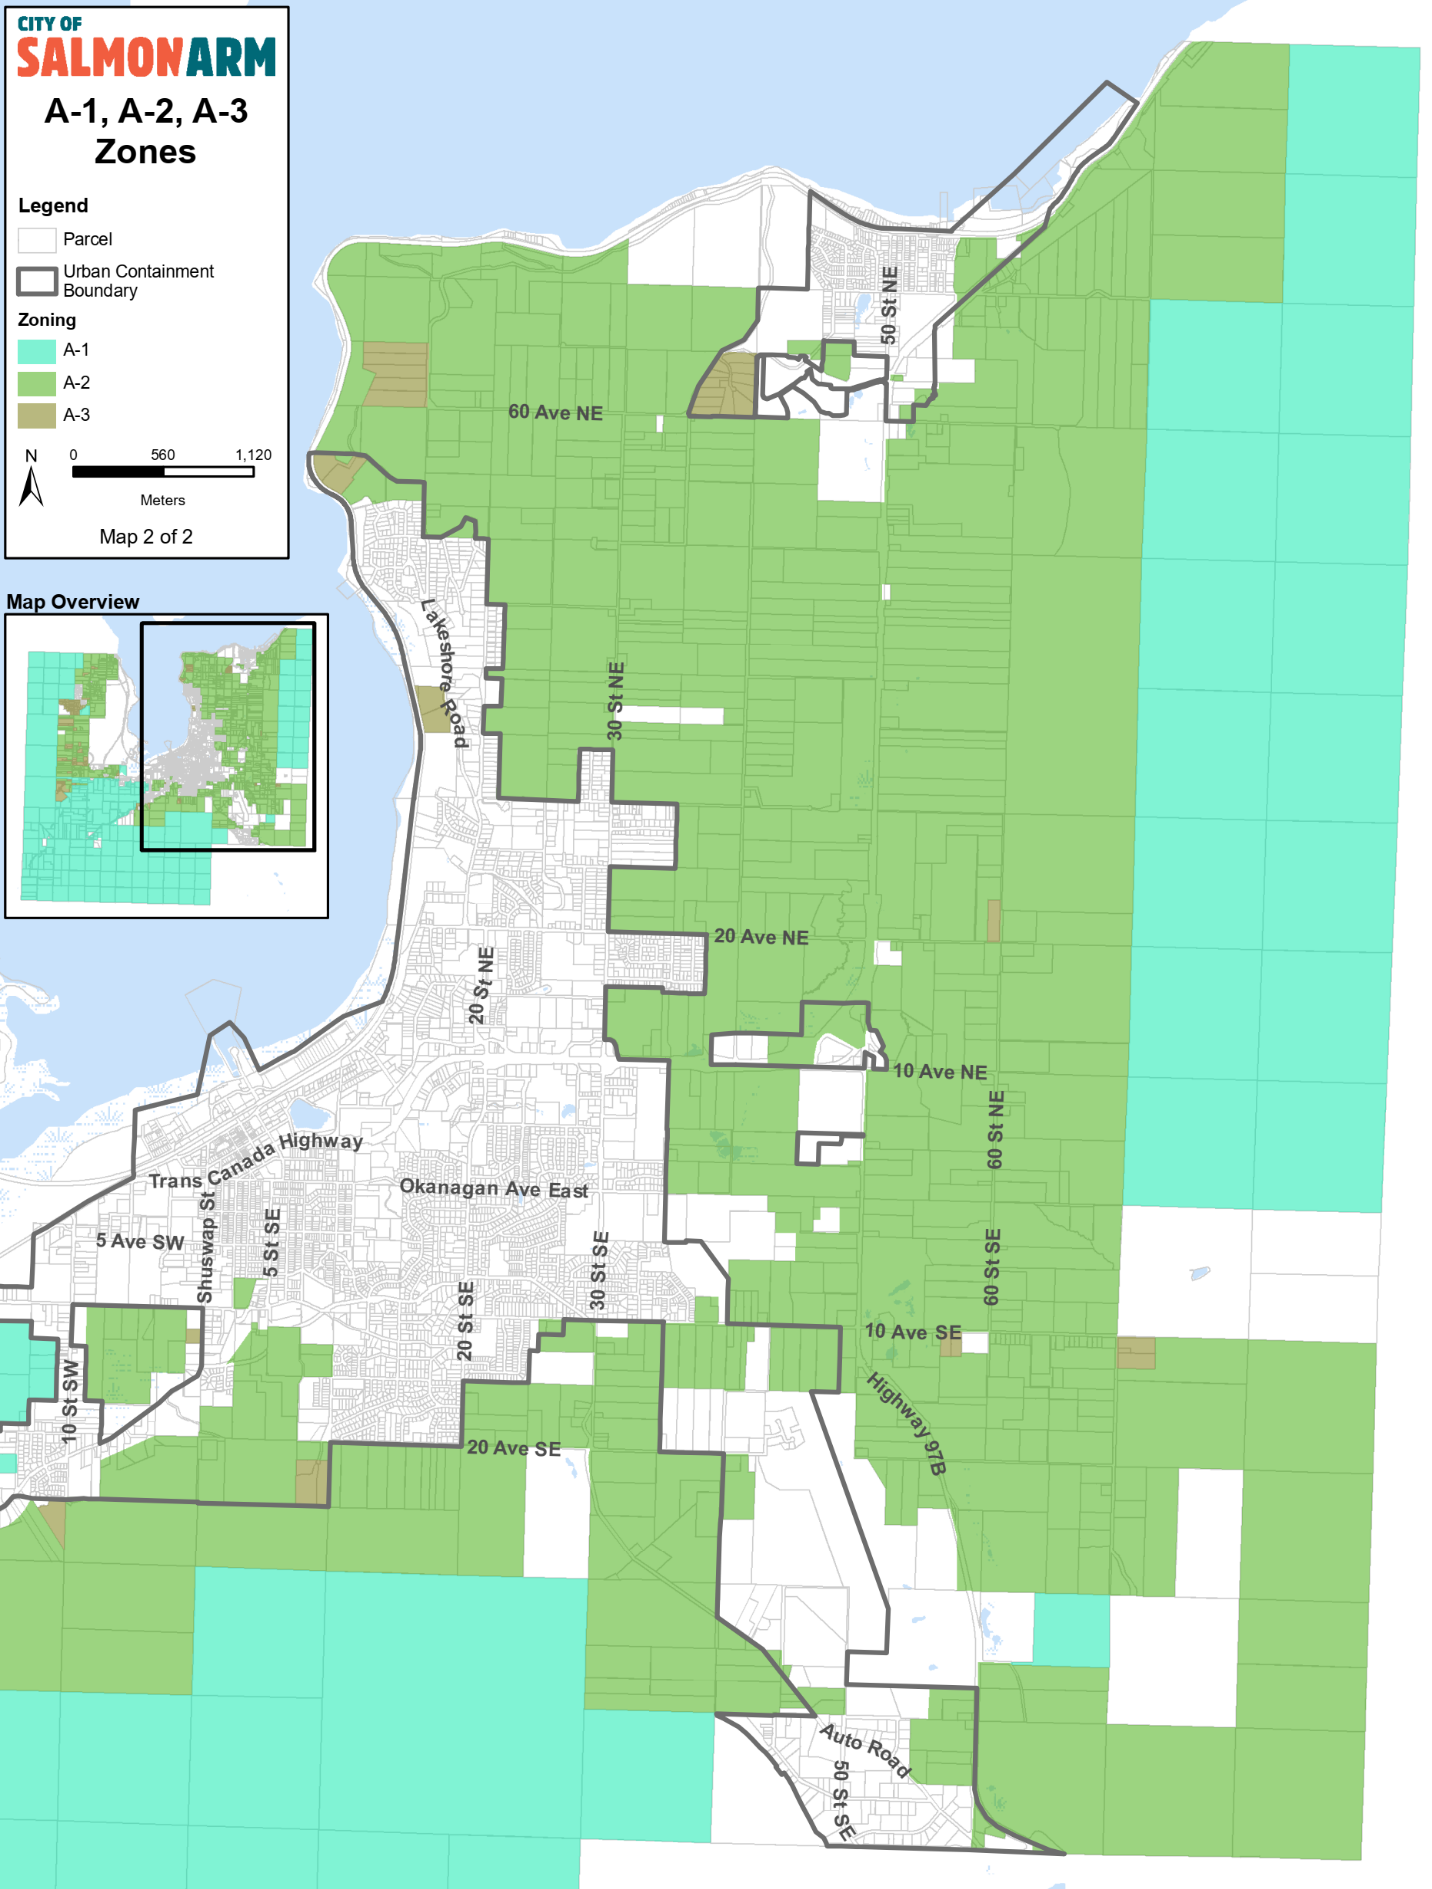 CITY OF
SALMONARM
A-1, A-2, A-3
Zones
Legend
Parcel
Urban Containment
Boundary
Zoning
A-1
A-2
A-3
N
0 560 1,120
Meters
Map 2 of 2
Map Overview
50 St NE
60 Ave NE
Lakeshore Road
30 St NE
20 Ave NE
20 St NE
10 Ave NE
60 St NE
Trans Canada Highway
Okanagan Ave East
Shuswap St
5 Ave SW
5 St SE
30 St SE
60 St SE
20 St SE
10 Ave SE
10 St SW
Highway 97B
20 Ave SE
Auto Road
50 St SE